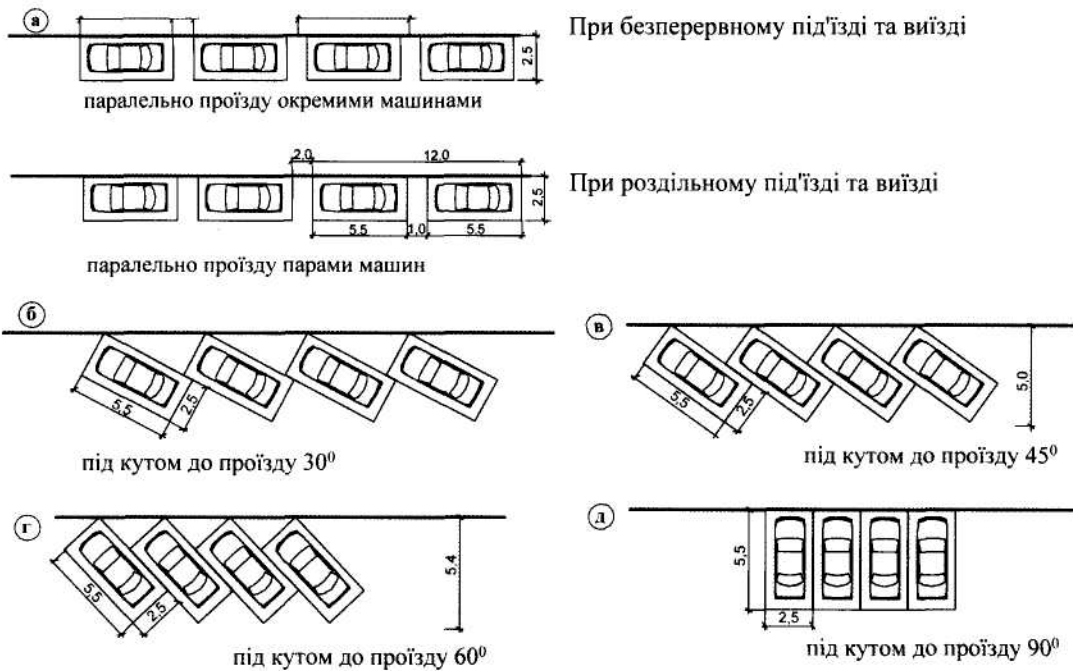 а
При безперервному під'їзді та виїзді
2,5
паралельно проїзду окремими машинами
2,0
12,0
При роздільному під'їзді та виїзді
2,5
5,5
1,0
5,5
паралельно проїзду парами машин
б
5,5
2,5
під кутом до проїзду 30⁰
в
5,5
2,5
5,0
під кутом до проїзду 45⁰
г
5,5
2,5
5,4
під кутом до проїзду 60⁰
д
5,5
2,5
під кутом до проїзду 90⁰